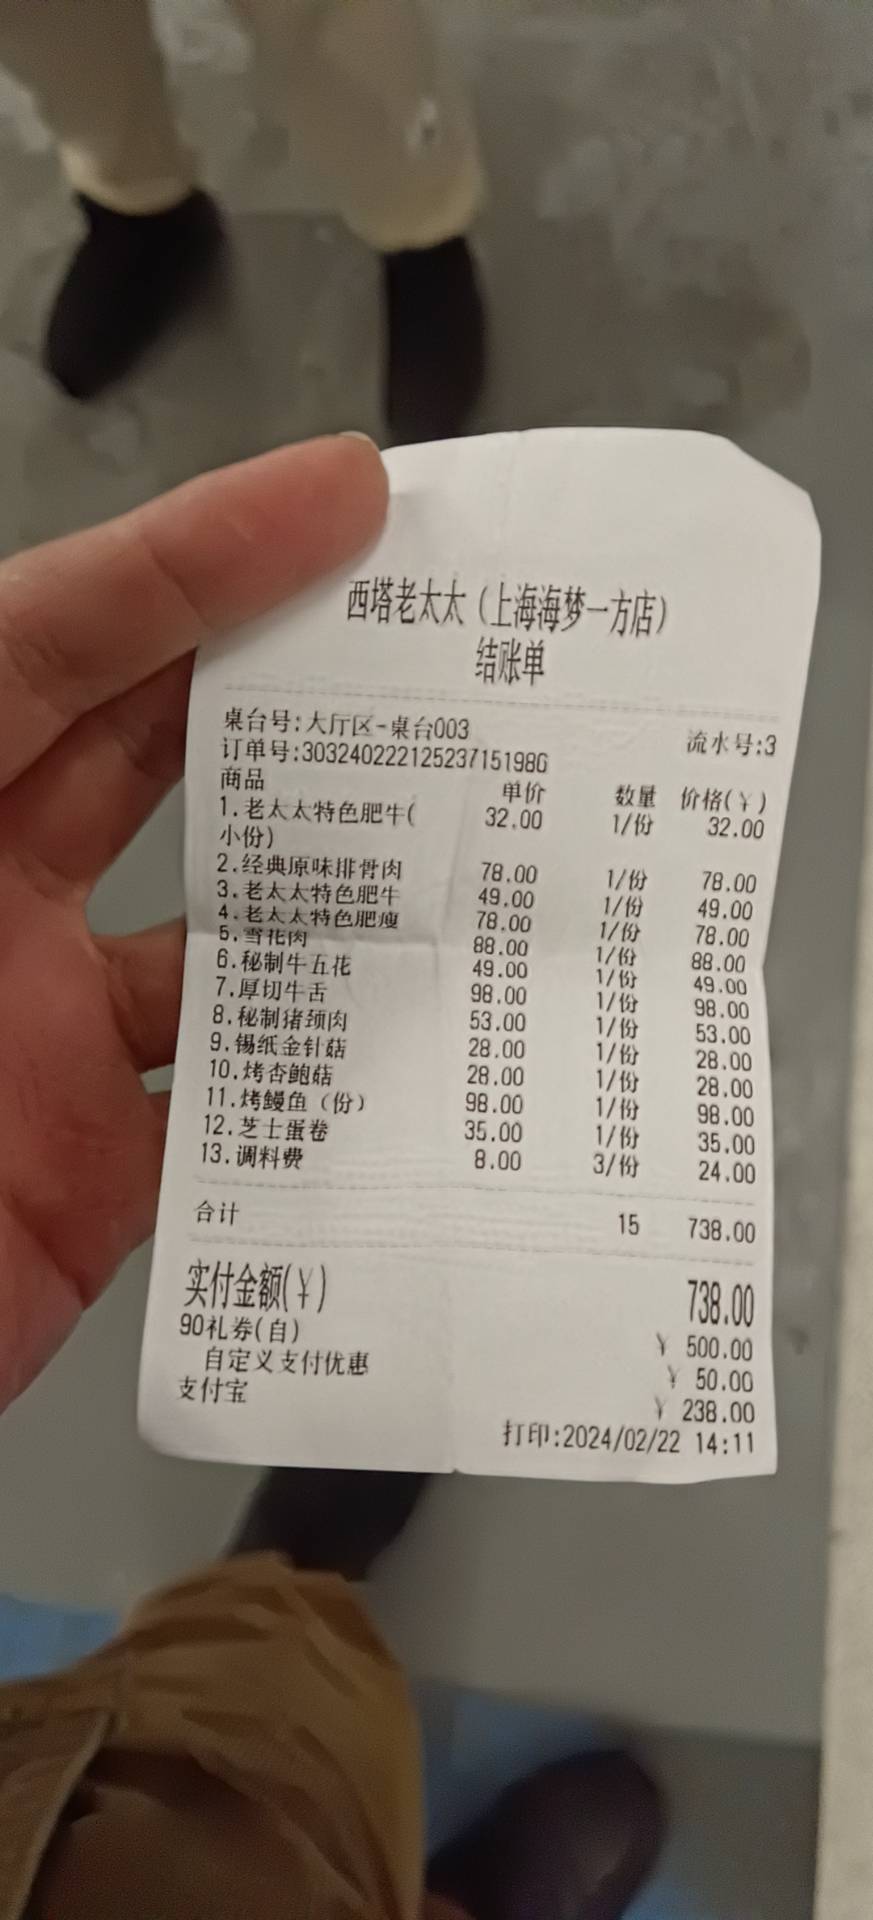 西塔老太太（上海海梦一方店）
结账单
桌台号:大厅区-桌台003 流水号:3
订单号:303240222125237151986
商品 单价 数量 价格(￥)
1.老太太特色肥牛( 32.00 1/份 32.00
小份)
2.经典原味排骨肉 78.00 1/份 78.00
3.老太太特色肥牛 49.00 1/份 49.00
4.老太太特色肥瘦 78.00 1/份 78.00
5.雪花肉 88.00 1/份 88.00
6.秘制牛五花 49.00 1/份 49.00
7.厚切牛舌 98.00 1/份 98.00
8.秘制猪颈肉 53.00 1/份 53.00
9.锡纸金针菇 28.00 1/份 28.00
10.烤杏鲍菇 28.00 1/份 28.00
11.烤鳗鱼（份） 98.00 1/份 98.00
12.芝士蛋卷 35.00 1/份 35.00
13.调料费 8.00 3/份 24.00
合计 15 738.00
实付金额(￥) 738.00
90礼券(自) ￥ 500.00
自定义支付优惠 ￥ 50.00
支付宝 ￥ 238.00
打印:2024/02/22 14:11